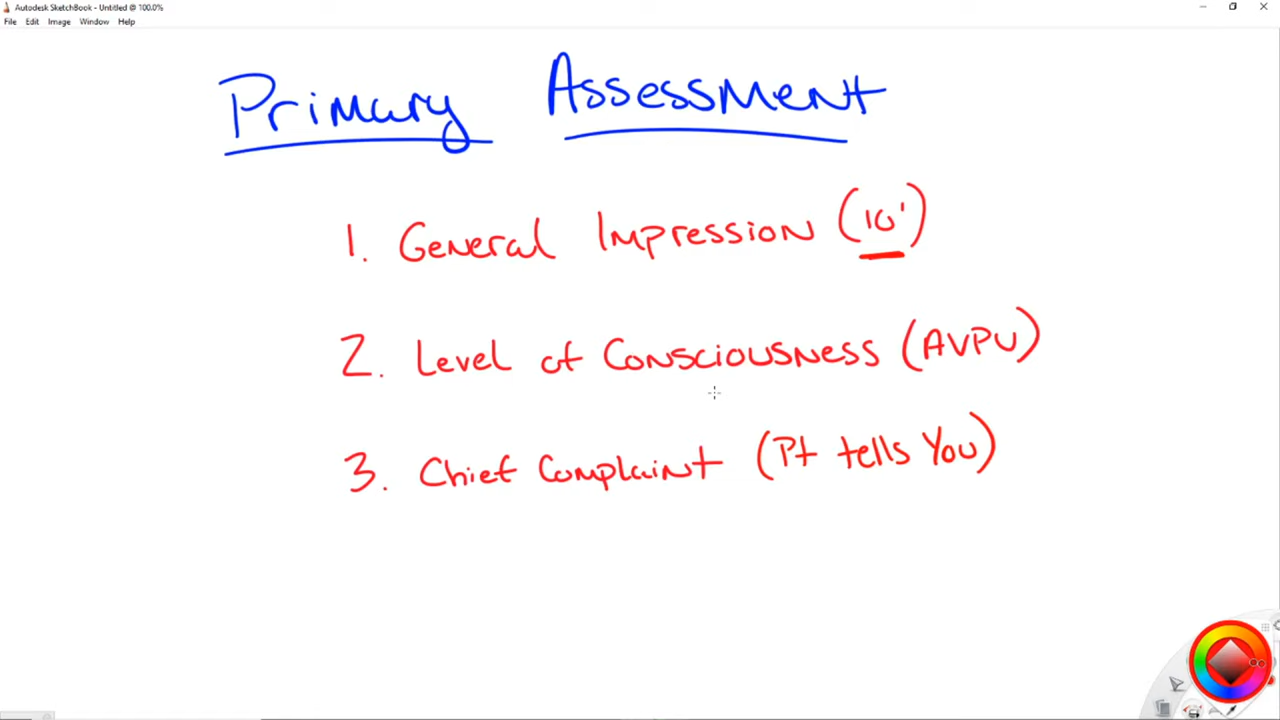 Autodesk SketchBook - Untitled @ 100.0%
File Edit Image Window Help
Primary Assessment
1. General Impression (10')
2. Level of Consciousness (AVPU)
3. Chief Complaint (Pt tells You)